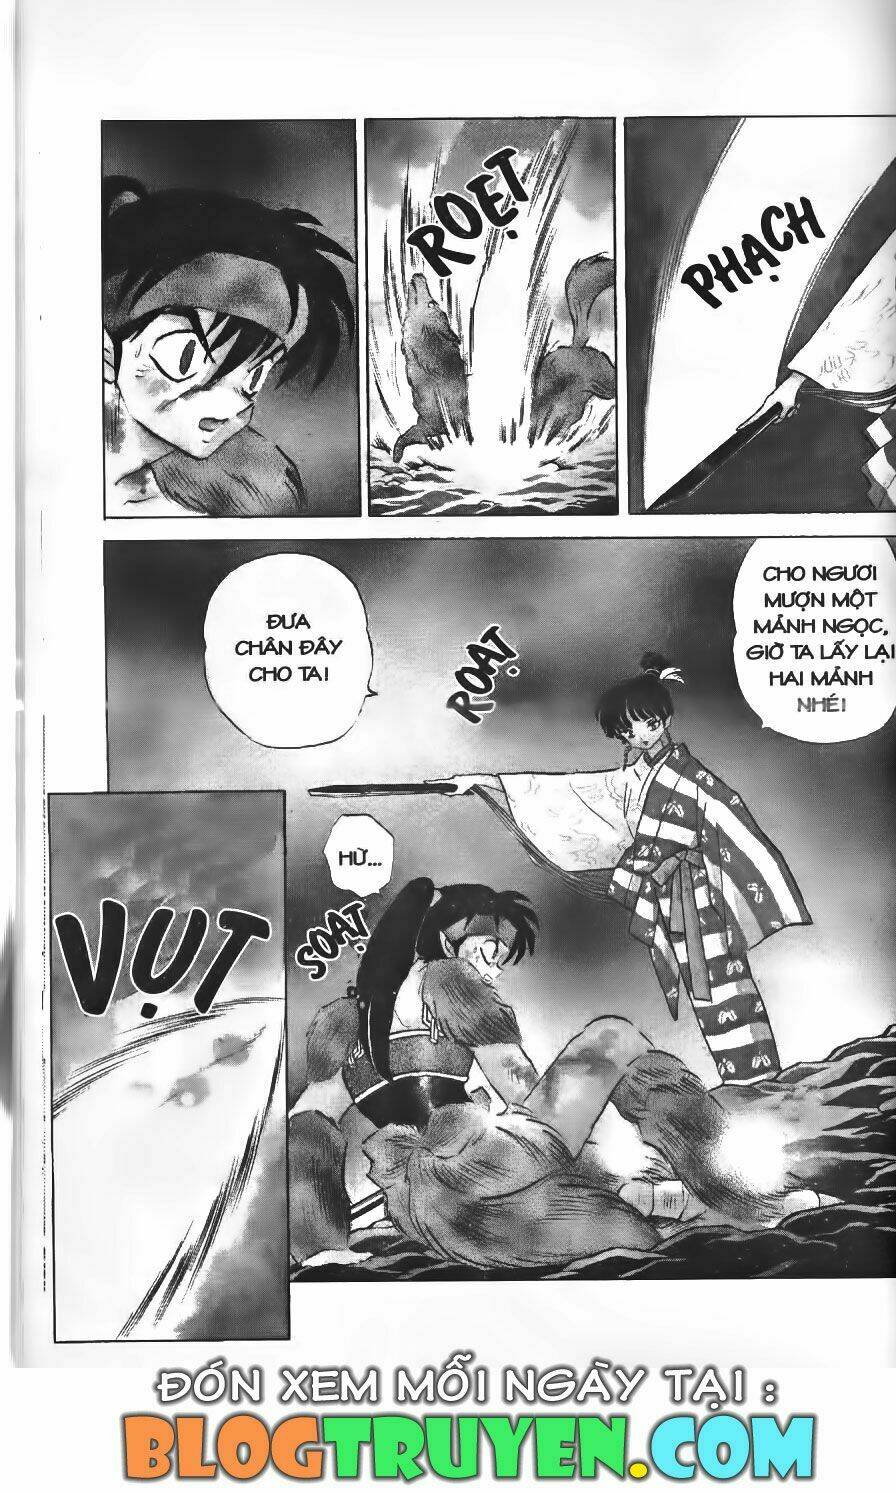 PHẠCH
ROẸT
CHO NGƯƠI
MƯỢN MỘT
MẢNH NGỌC,
GIỜ TA LẤY LẠI
HAI MẢNH
NHÉ!
ROẠT
ĐƯA
CHÂN ĐÂY
CHO TA!
HỪ...
SOẠT
VỤT
ĐÓN XEM MỖI NGÀY TẠI :
BLOGTRUYEN.COM